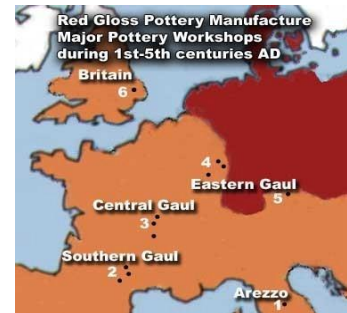 Red Gloss Pottery Manufacture
Major Pottery Workshops
during 1st-5th centuries AD
Britain
6
4
Eastern Gaul
5
Central Gaul
3
Southern Gaul
2
Arezzo
1